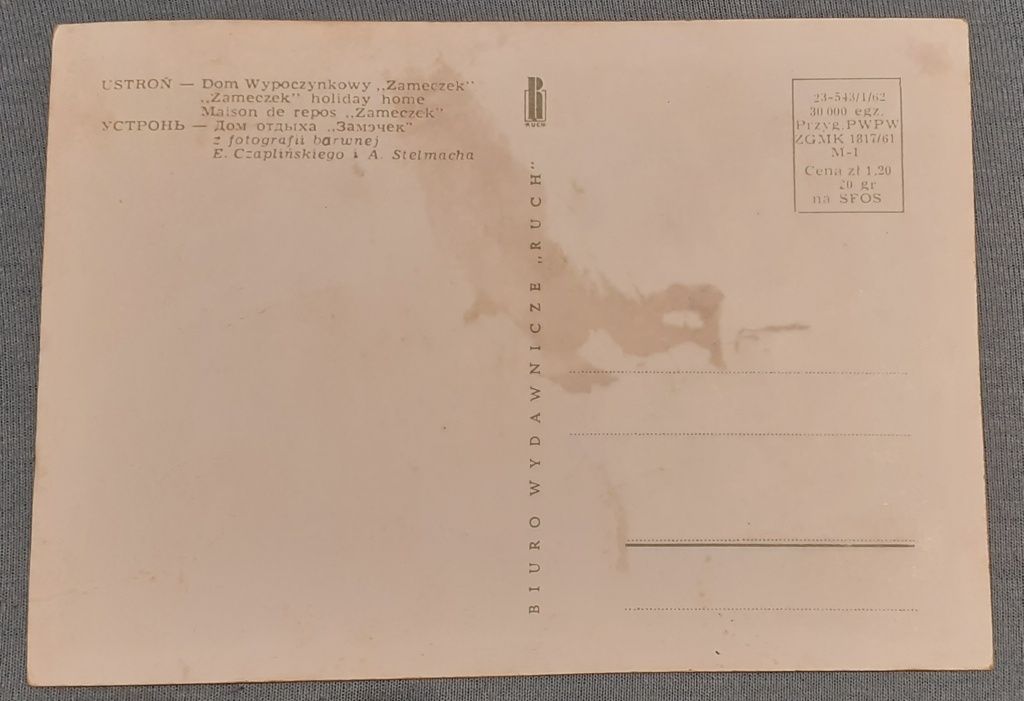 USTROŃ — Dom Wypoczynkowy „Zameczek"
„Zameczek" holiday home
Maison de repos „Zameczek"
УСТРОНЬ — Дом отдыха „Замэчек"
z fotografii barwnej
E. Czaplińskiego i A. Stelmacha
RUCH
BIURO WYDAWNICZE „RUCH"
23-543/1/62
30 000 egz.
Przyg. PWPW
ZGMK 1817/61
M-1
Cena zł 1.20
20 gr
na SFOS